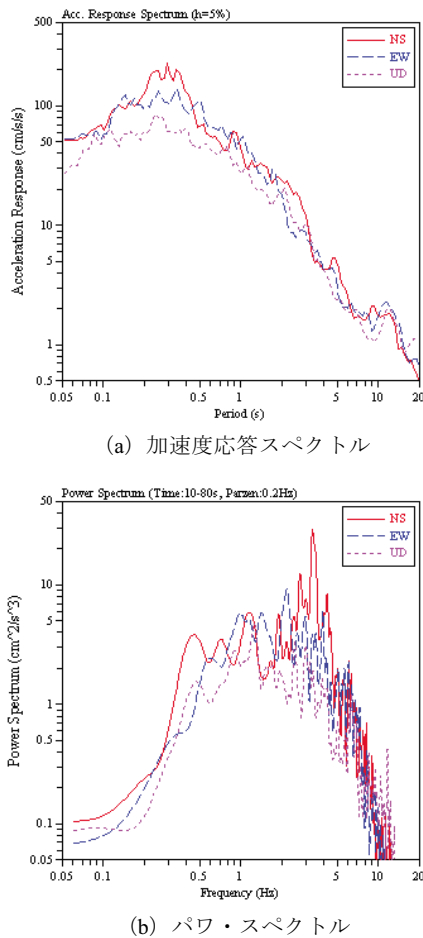 Acc. Response Spectrum (h=5%)
NS
EW
UD
500
100
50
10
5
1
0.5
Acceleration Response (cm/s/s)
0.05 0.1 0.5 1 5 10 20
Period (s)
(a) 加速度応答スペクトル
Power Spectrum (Time:10-80s, Parzen:0.2Hz)
NS
EW
UD
50
10
5
1
0.5
0.1
0.05
Power Spectrum (cm^2/s^3)
0.05 0.1 0.5 1 5 10 20
Frequency (Hz)
(b) パワ・スペクトル